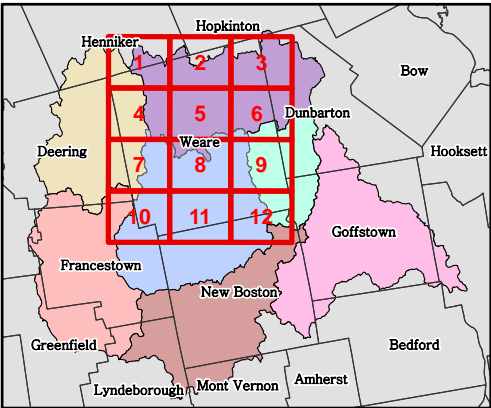 Hopkinton
Henniker
1 2 3
Bow
4 5 6
Dunbarton
Weare
Deering
Hooksett
7 8 9
10 11 12
Goffstown
Francestown
New Boston
Greenfield
Bedford
Amherst
Mont Vernon
Lyndeborough